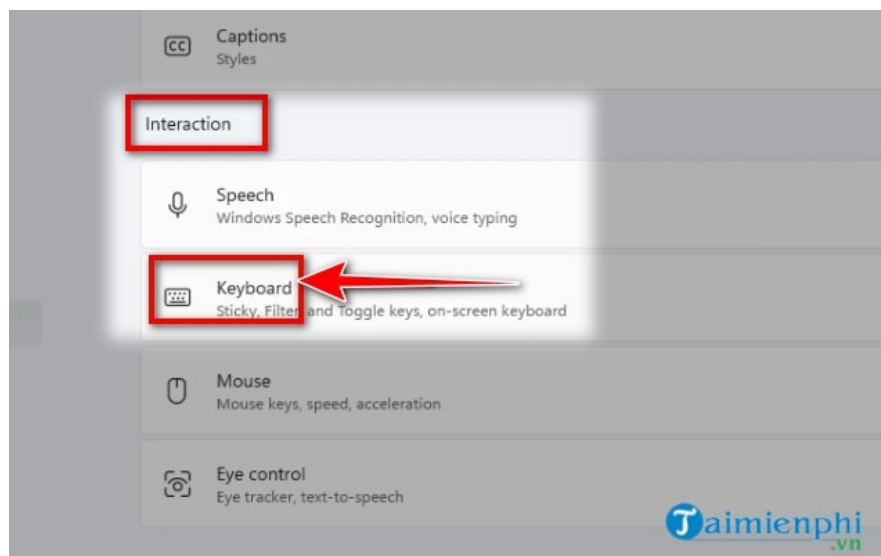 CC
Captions
Styles
Interaction
Speech
Windows Speech Recognition, voice typing
Keyboard
Sticky, Filter, and Toggle keys, on-screen keyboard
Mouse
Mouse keys, speed, acceleration
Eye control
Eye tracker, text-to-speech
Taimienphi
.vn